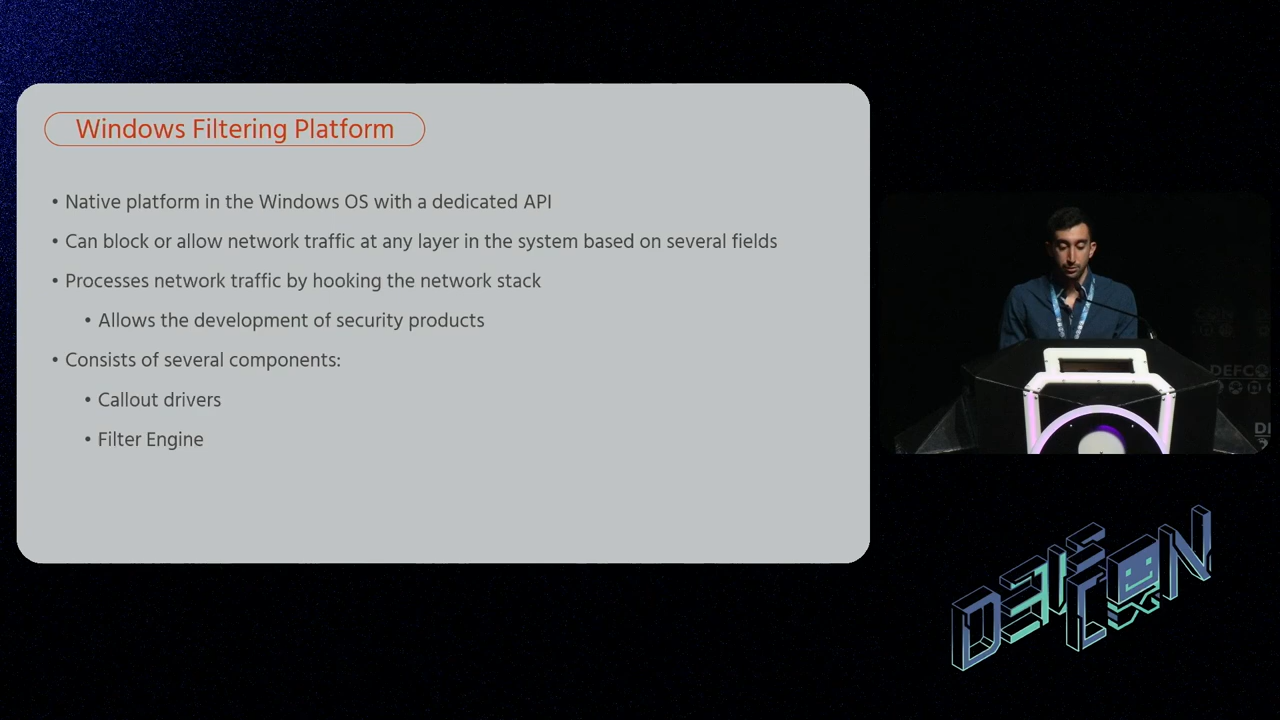 Windows Filtering Platform
• Native platform in the Windows OS with a dedicated API
• Can block or allow network traffic at any layer in the system based on several fields
• Processes network traffic by hooking the network stack
• Allows the development of security products
• Consists of several components:
• Callout drivers
• Filter Engine
DEFCO
DEF
CON